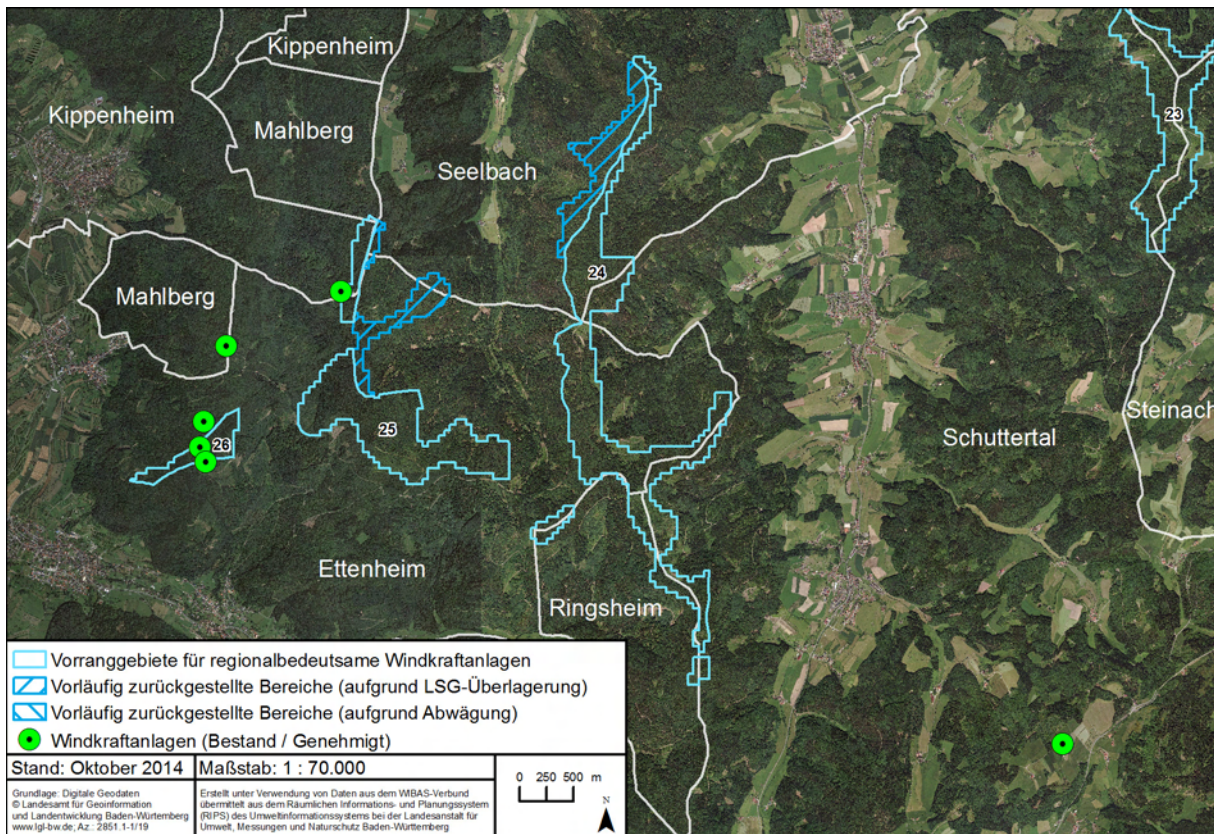 Kippenheim
Kippenheim
Mahlberg
Seelbach
23
24
Mahlberg
25
26
Steinach
Schuttertal
Ettenheim
Ringsheim
Vorranggebiete für regionalbedeutsame Windkraftanlagen
Vorläufig zurückgestellte Bereiche (aufgrund LSG-Überlagerung)
Vorläufig zurückgestellte Bereiche (aufgrund Abwägung)
Windkraftanlagen (Bestand / Genehmigt)
Stand: Oktober 2014
Maßstab: 1 : 70.000
Grundlage: Digitale Geodaten
© Landesamt für Geoinformation
und Landentwicklung Baden-Würtemberg
www.lgl-bw.de; Az.: 2851.1-1/19
Erstellt unter Verwendung von Daten aus dem WIBAS-Verbund
übermittelt aus dem Räumlichen Informations- und Planungssystem
(RIPS) des Umweltinformationssystems bei der Landesanstalt für
Umwelt, Messungen und Naturschutz Baden-Württemberg
0 250 500 m
N